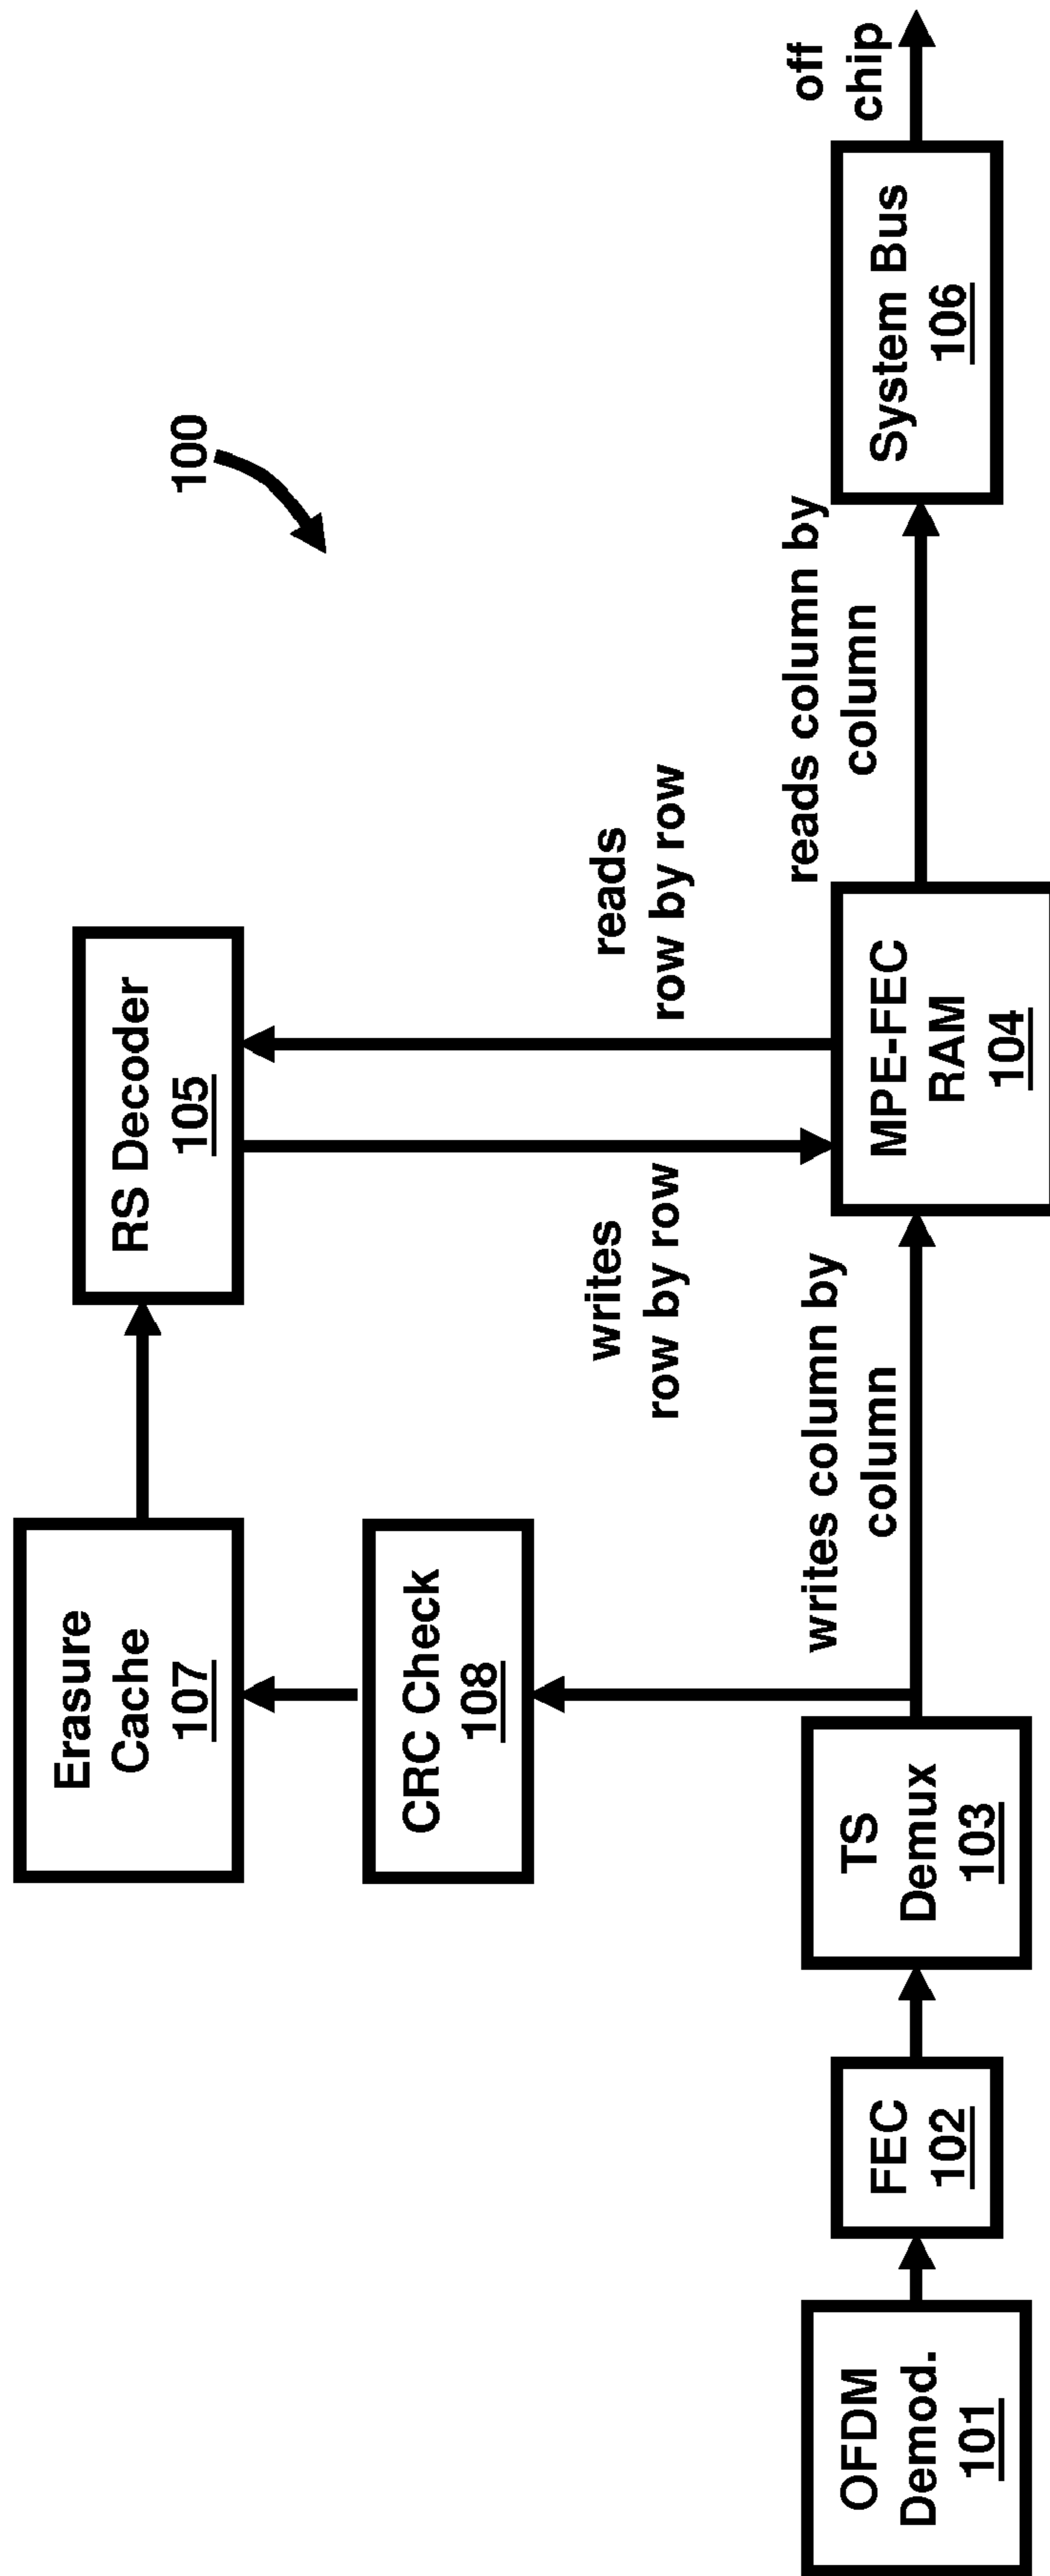 100
Erasure
Cache
107
RS Decoder
105
CRC Check
108
writes
row by row
reads
row by row
OFDM
Demod.
101
FEC
102
TS
Demux
103
writes column by
column
MPE-FEC
RAM
104
reads column by
column
System Bus
106
off
chip